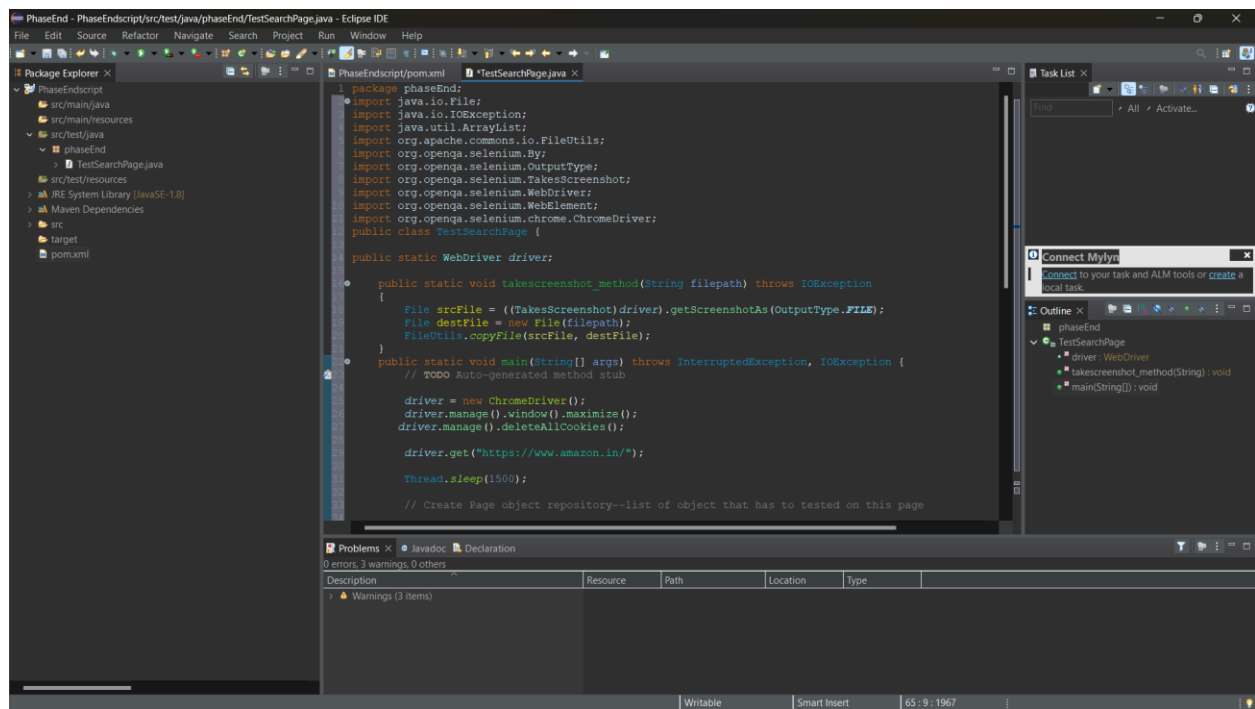 PhaseEnd - PhaseEndscript/src/test/java/phaseEnd/TestSearchPage.java - Eclipse IDE
File Edit Source Refactor Navigate Search Project Run Window Help
Package Explorer
PhaseEndscript
src/main/java
src/main/resources
src/test/java
phaseEnd
TestSearchPage.java
src/test/resources
JRE System Library [JavaSE-1.8]
Maven Dependencies
src
target
pom.xml
PhaseEndscript/pom.xml *TestSearchPage.java
1 package phaseEnd;
import java.io.File;
import java.io.IOException;
import java.util.ArrayList;
import org.apache.commons.io.FileUtils;
import org.openqa.selenium.By;
import org.openqa.selenium.OutputType;
import org.openqa.selenium.TakesScreenshot;
import org.openqa.selenium.WebDriver;
import org.openqa.selenium.WebElement;
import org.openqa.selenium.chrome.ChromeDriver;
public class TestSearchPage {
public static WebDriver driver;
public static void takescreenshot_method(String filepath) throws IOException
{
File srcFile = ((TakesScreenshot)driver).getScreenshotAs(OutputType.FILE);
File destFile = new File(filepath);
FileUtils.copyFile(srcFile, destFile);
}
public static void main(String[] args) throws InterruptedException, IOException {
// TODO Auto-generated method stub
driver = new ChromeDriver();
driver.manage().window().maximize();
driver.manage().deleteAllCookies();
driver.get("https://www.amazon.in/");
Thread.sleep(1500);
// Create Page object repository--list of object that has to tested on this page
Task List
Find All Activate...
Connect Mylyn
Connect to your task and ALM tools or create a
local task.
Outline
phaseEnd
TestSearchPage
driver : WebDriver
takescreenshot_method(String) : void
main(String[]) : void
Problems Javadoc Declaration
0 errors, 3 warnings, 0 others
Description Resource Path Location Type
Warnings (3 items)
Writable Smart Insert 65 : 9 : 1967